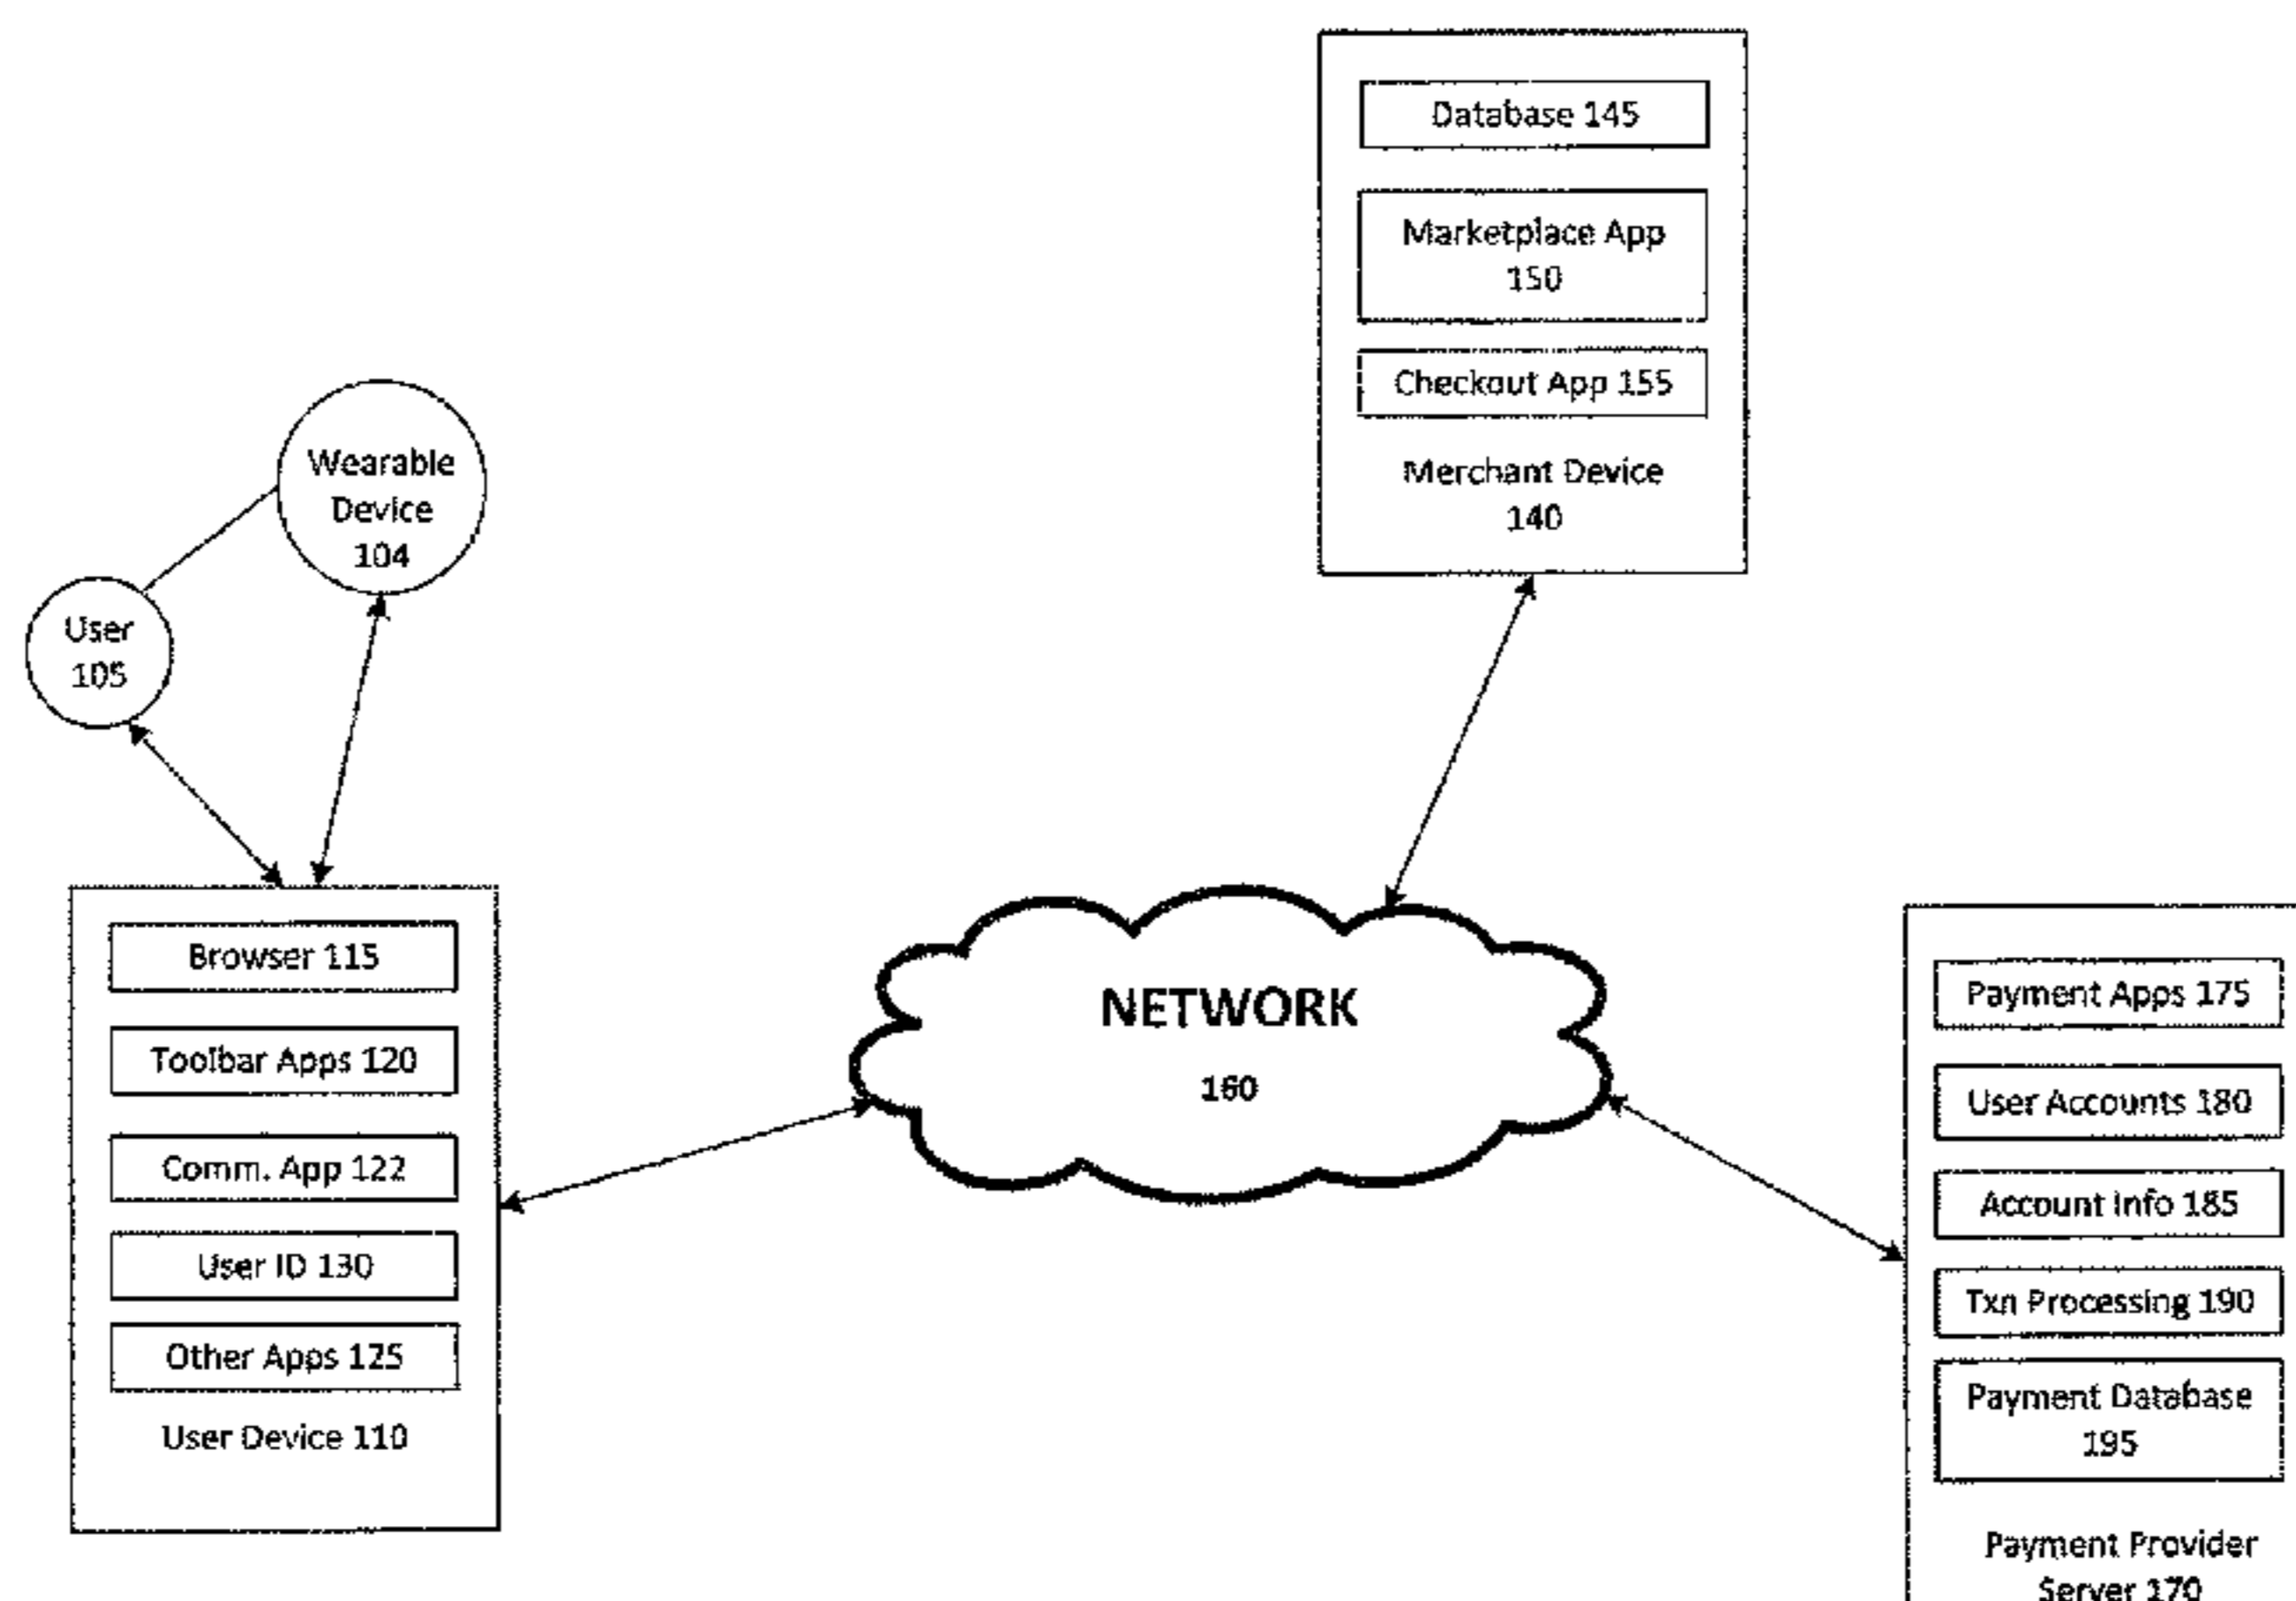 Database 145
Marketplace App
150
Checkout App 155
Merchant Device
140
Wearable
Device
104
User
105
Browser 115
Toolbar Apps 120
Comm. App 122
User ID 130
Other Apps 125
User Device 110
NETWORK
160
Payment Apps 175
User Accounts 180
Account Info 185
Txn Processing 190
Payment Database
195
Payment Provider
Server 170